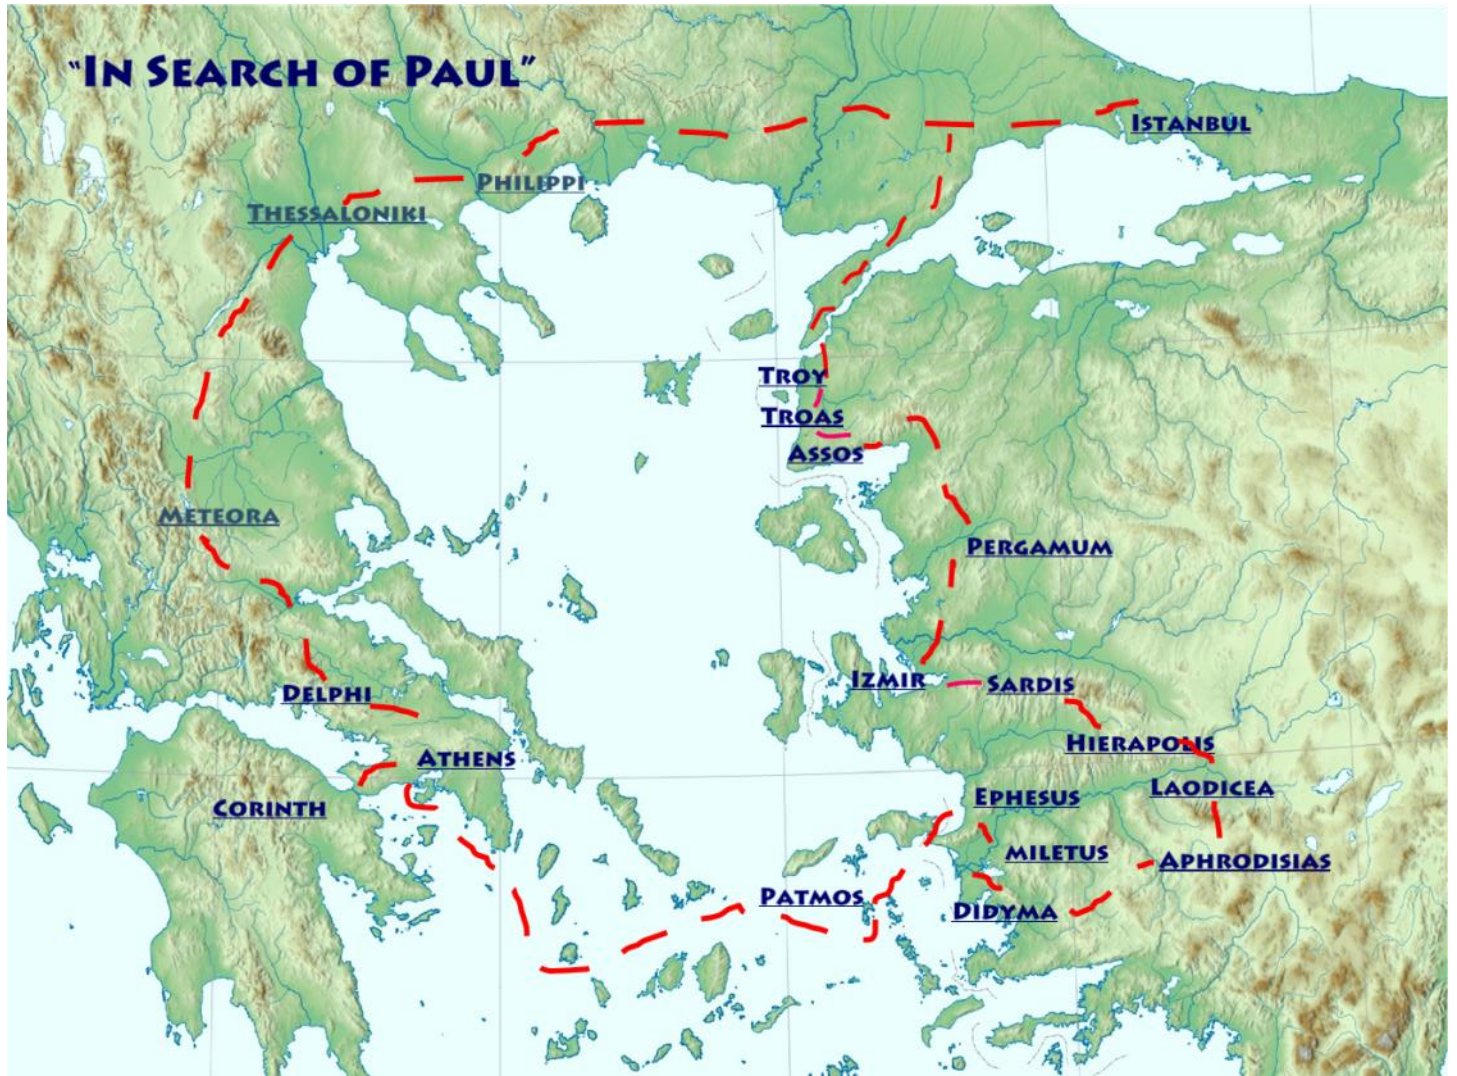 “IN SEARCH OF PAUL”
ISTANBUL
PHILIPPI
THESSALONIKI
TROY
TROAS
ASSOS
METEORA
PERGAMUM
IZMIR
SARDIS
DELPHI
HIERAPOLIS
ATHENS
LAODICEA
EPHESUS
CORINTH
MILETUS
APHRODISIAS
PATMOS
DIDYMA